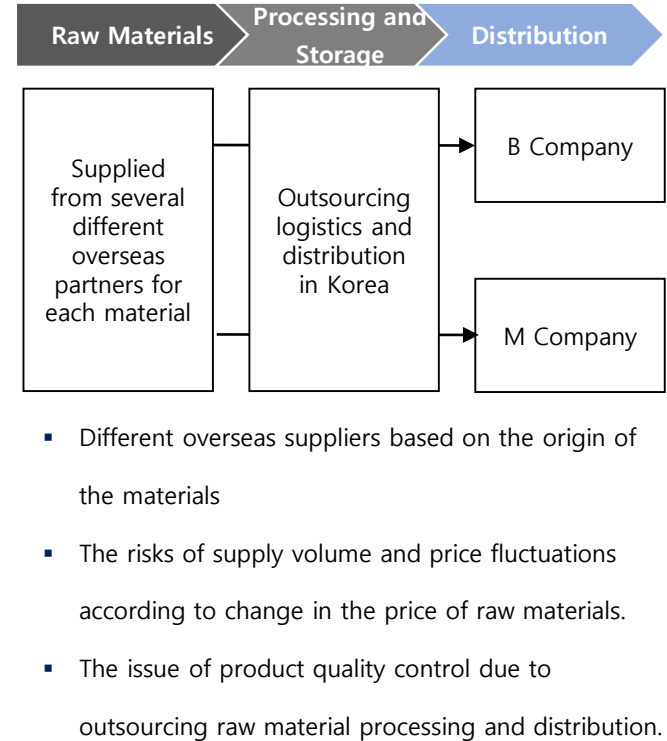 Raw Materials
Processing and
Storage
Distribution
Supplied
from several
different
overseas
partners for
each material
Outsourcing
logistics and
distribution
in Korea
B Company
M Company
▪ Different overseas suppliers based on the origin of
the materials
▪ The risks of supply volume and price fluctuations
according to change in the price of raw materials.
▪ The issue of product quality control due to
outsourcing raw material processing and distribution.